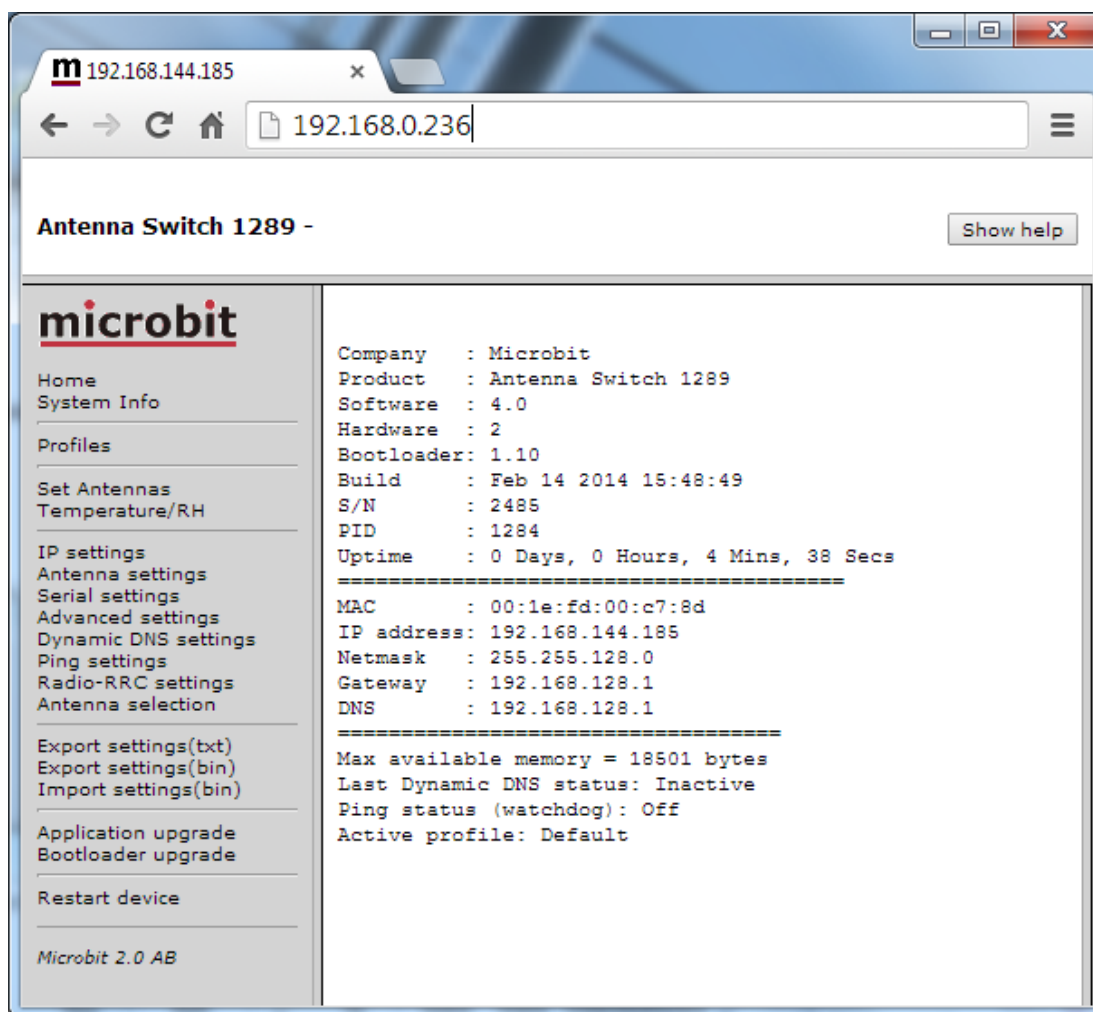 192.168.144.185
192.168.0.236
Antenna Switch 1289 -
Show help
microbit
Home
System Info
Profiles
Set Antennas
Temperature/RH
IP settings
Antenna settings
Serial settings
Advanced settings
Dynamic DNS settings
Ping settings
Radio-RRC settings
Antenna selection
Export settings(txt)
Export settings(bin)
Import settings(bin)
Application upgrade
Bootloader upgrade
Restart device
Microbit 2.0 AB
Company   : Microbit
Product   : Antenna Switch 1289
Software  : 4.0
Hardware  : 2
Bootloader: 1.10
Build     : Feb 14 2014 15:48:49
S/N       : 2485
PID       : 1284
Uptime    : 0 Days, 0 Hours, 4 Mins, 38 Secs
========================================
MAC       : 00:1e:fd:00:c7:8d
IP address: 192.168.144.185
Netmask   : 255.255.128.0
Gateway   : 192.168.128.1
DNS       : 192.168.128.1
===================================
Max available memory = 18501 bytes
Last Dynamic DNS status: Inactive
Ping status (watchdog): Off
Active profile: Default